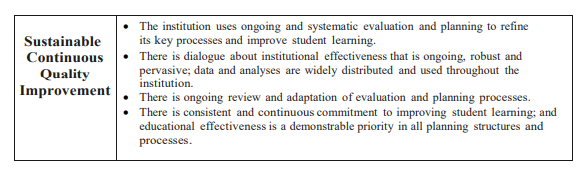 Sustainable
Continuous
Quality
Improvement
• The institution uses ongoing and systematic evaluation and planning to refine
its key processes and improve student learning.
• There is dialogue about institutional effectiveness that is ongoing, robust and
pervasive; data and analyses are widely distributed and used throughout the
institution.
• There is ongoing review and adaptation of evaluation and planning processes.
• There is consistent and continuous commitment to improving student learning; and
educational effectiveness is a demonstrable priority in all planning structures and
processes.